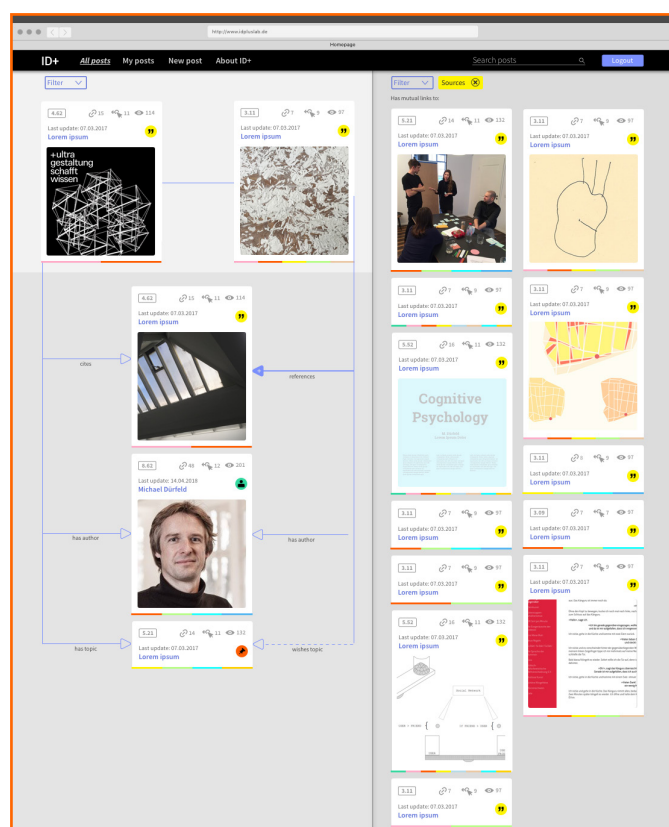 http://www.idpluslab.de
Homepage
ID+ All posts My posts New post About ID+ Search posts Logout
Filter
4.62 16 11 114
Last update: 07.03.2017
Lorem ipsum
+ultra
gestaltung
schafft
wissen
3.11 7 9 97
Last update: 07.03.2017
Lorem ipsum
4.62 11 11 114
Last update: 07.03.2017
Lorem ipsum
cites
references
6.62 46 12 201
Last update: 14.04.2018
Michael Dürfeld
has author
has author
5.21 14 11 132
Last update: 07.03.2017
Lorem ipsum
has topic
wishes topic
Filter Sources
Has mutual links to:
5.21 14 11 132
Last update: 07.03.2017
Lorem ipsum
3.11 7 9 97
Last update: 07.03.2017
Lorem ipsum
5.52 16 11 132
Last update: 07.03.2017
Lorem ipsum
Cognitive
Psychology
3.11 7 9 97
Last update: 07.03.2017
Lorem ipsum
3.11 7 9 97
Last update: 07.03.2017
Lorem ipsum
5.52 16 11 132
Last update: 07.03.2017
Lorem ipsum
Social Network
3.11 7 9 97
Last update: 07.03.2017
Lorem ipsum
3.11 7 9 97
Last update: 07.03.2017
Lorem ipsum
3.11 7 9 97
Last update: 07.03.2017
Lorem ipsum
3.11 5 9 97
Last update: 07.03.2017
Lorem ipsum
3.09 7 7 97
Last update: 07.03.2017
Lorem ipsum
3.11 7 9 97
Last update: 07.03.2017
Lorem ipsum